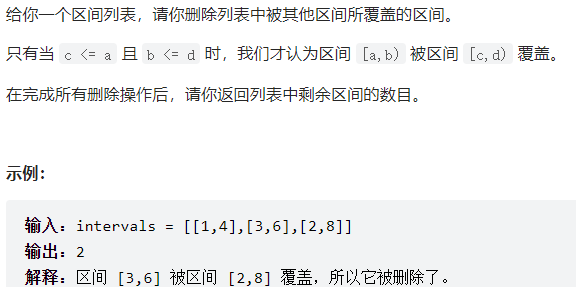 给你一个区间列表，请你删除列表中被其他区间所覆盖的区间。
只有当 c <= a 且 b <= d 时，我们才认为区间 [a,b) 被区间 [c,d) 覆盖。
在完成所有删除操作后，请你返回列表中剩余区间的数目。
示例：
输入：intervals = [[1,4],[3,6],[2,8]]
输出：2
解释：区间 [3,6] 被区间 [2,8] 覆盖，所以它被删除了。